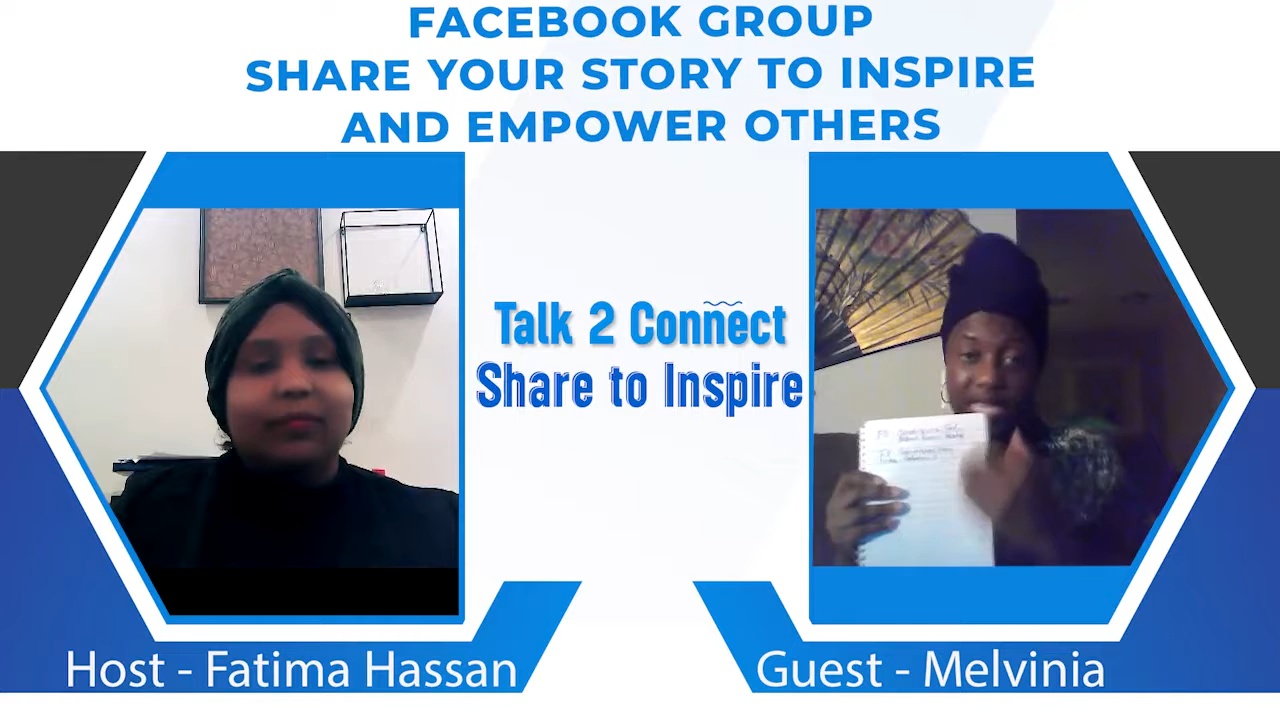 FACEBOOK GROUP
SHARE YOUR STORY TO INSPIRE
AND EMPOWER OTHERS
Talk 2 Connect
Share to Inspire
Host - Fatima Hassan
Guest - Melvinia